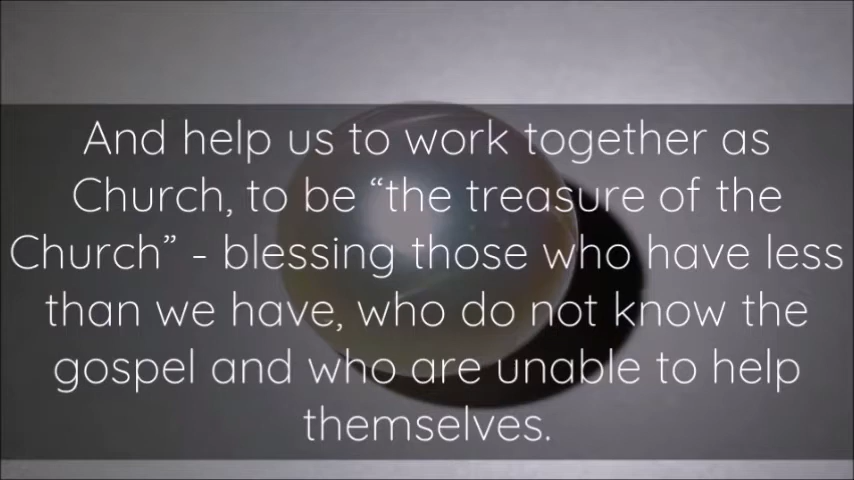 And help us to work together as
Church, to be “the treasure of the
Church” - blessing those who have less
than we have, who do not know the
gospel and who are unable to help
themselves.